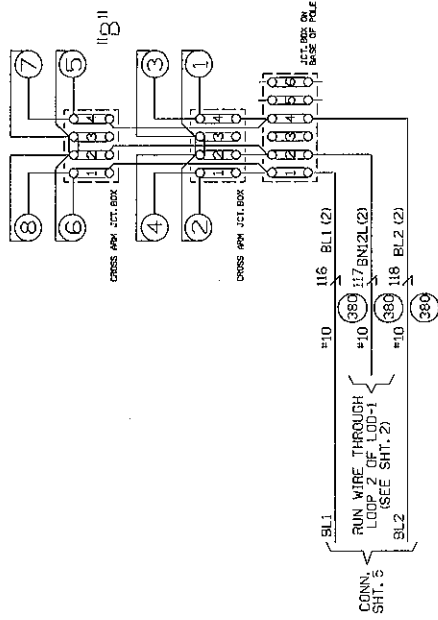 8
7
6
5
"B"
1
2
3
4
CROSS ARM JCT. BOX
4
3
2
1
1
2
3
4
CROSS ARM JCT. BOX
JCT. BOX ON
BASE OF POLE
1
2
3
4
5
6
BL1
#10
380
116
BL1 (2)
RUN WIRE THROUGH
LOOP 2 OF LOD-1
(SEE SHT. 2)
#10
380
117
BN12L(2)
BL2
#10
380
118
BL2 (2)
CONN.
SHT. 5